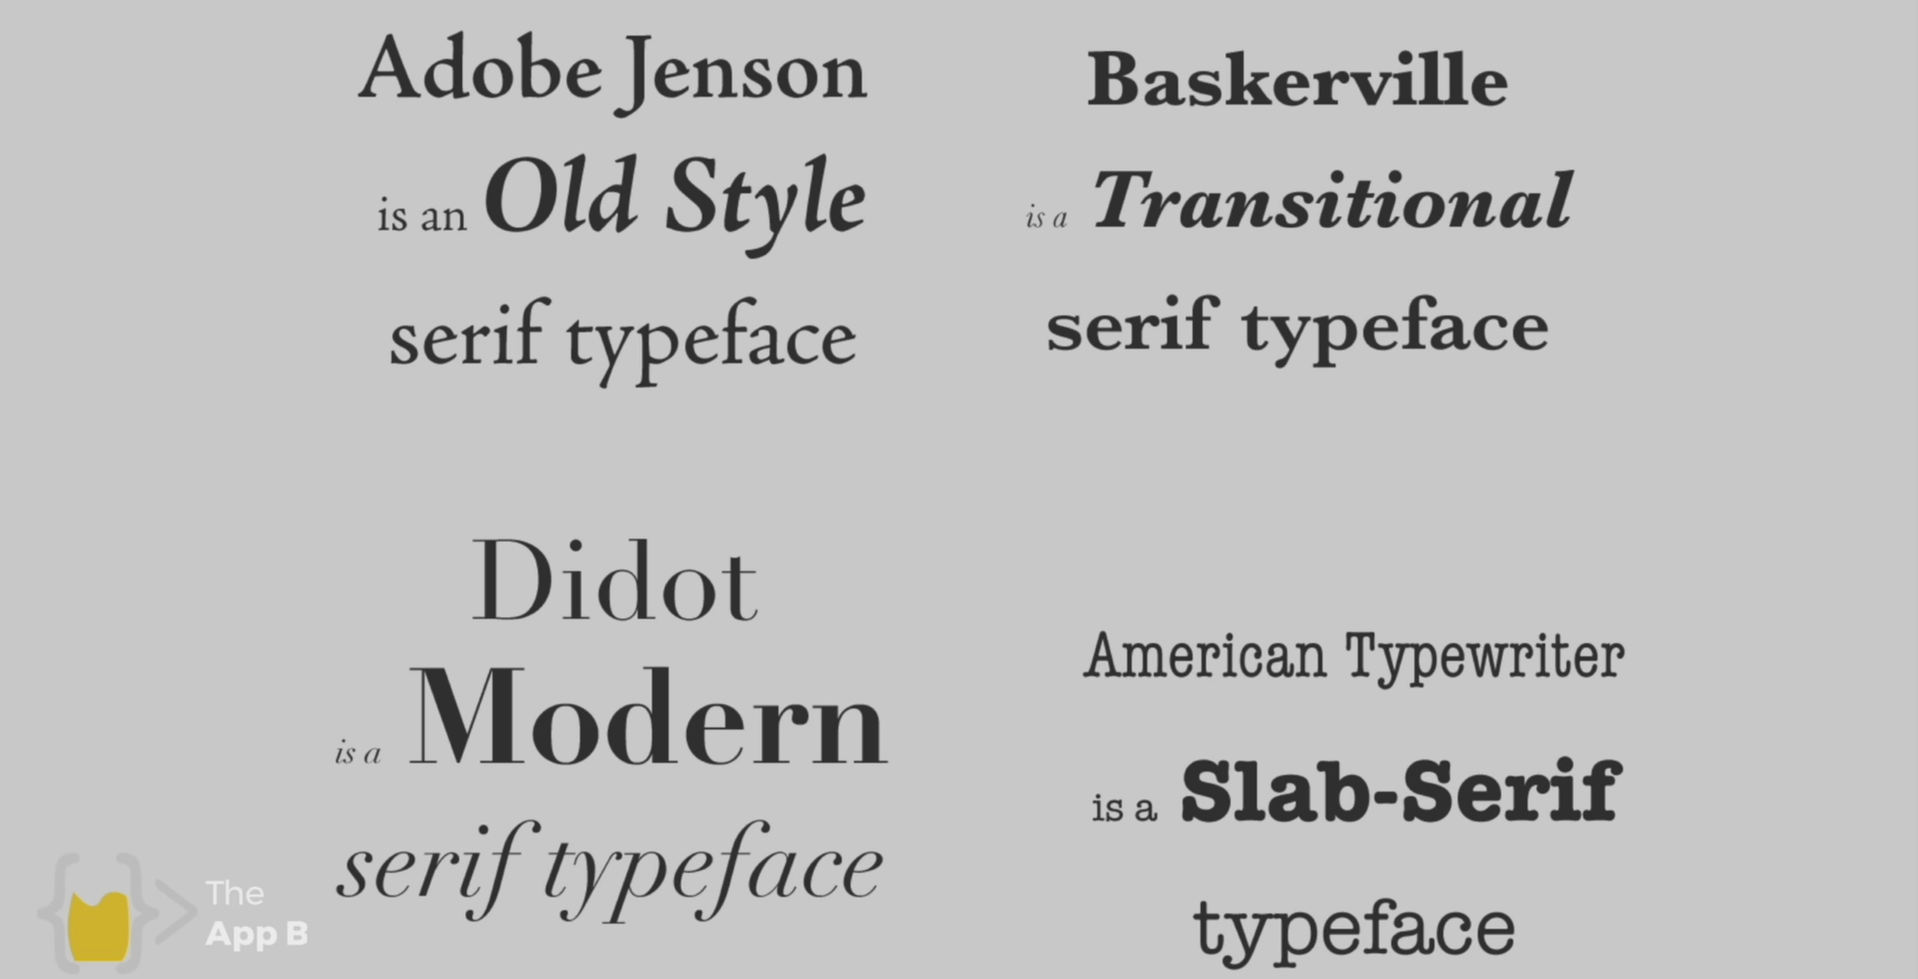 Adobe Jenson
is an Old Style
serif typeface
Baskerville
is a Transitional
serif typeface
Didot
is a Modern
serif typeface
American Typewriter
is a Slab-Serif
typeface
The
App B